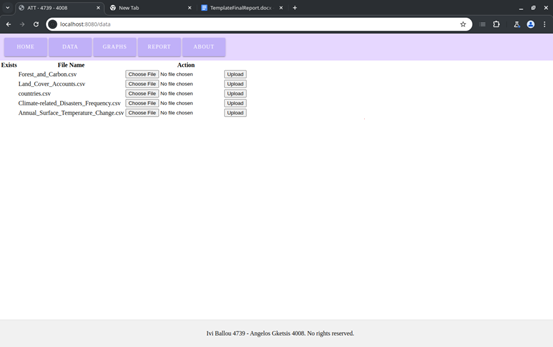 ATT - 4739 - 4008
New Tab
TemplateFinalReport.docx
localhost:8080/data
HOME
DATA
GRAPHS
REPORT
ABOUT
Exists File Name Action
Forest_and_Carbon.csv Choose File No file chosen Upload
Land_Cover_Accounts.csv Choose File No file chosen Upload
countries.csv Choose File No file chosen Upload
Climate-related_Disasters_Frequency.csv Choose File No file chosen Upload
Annual_Surface_Temperature_Change.csv Choose File No file chosen Upload
Ivi Ballou 4739 - Angelos Gketsis 4008. No rights reserved.